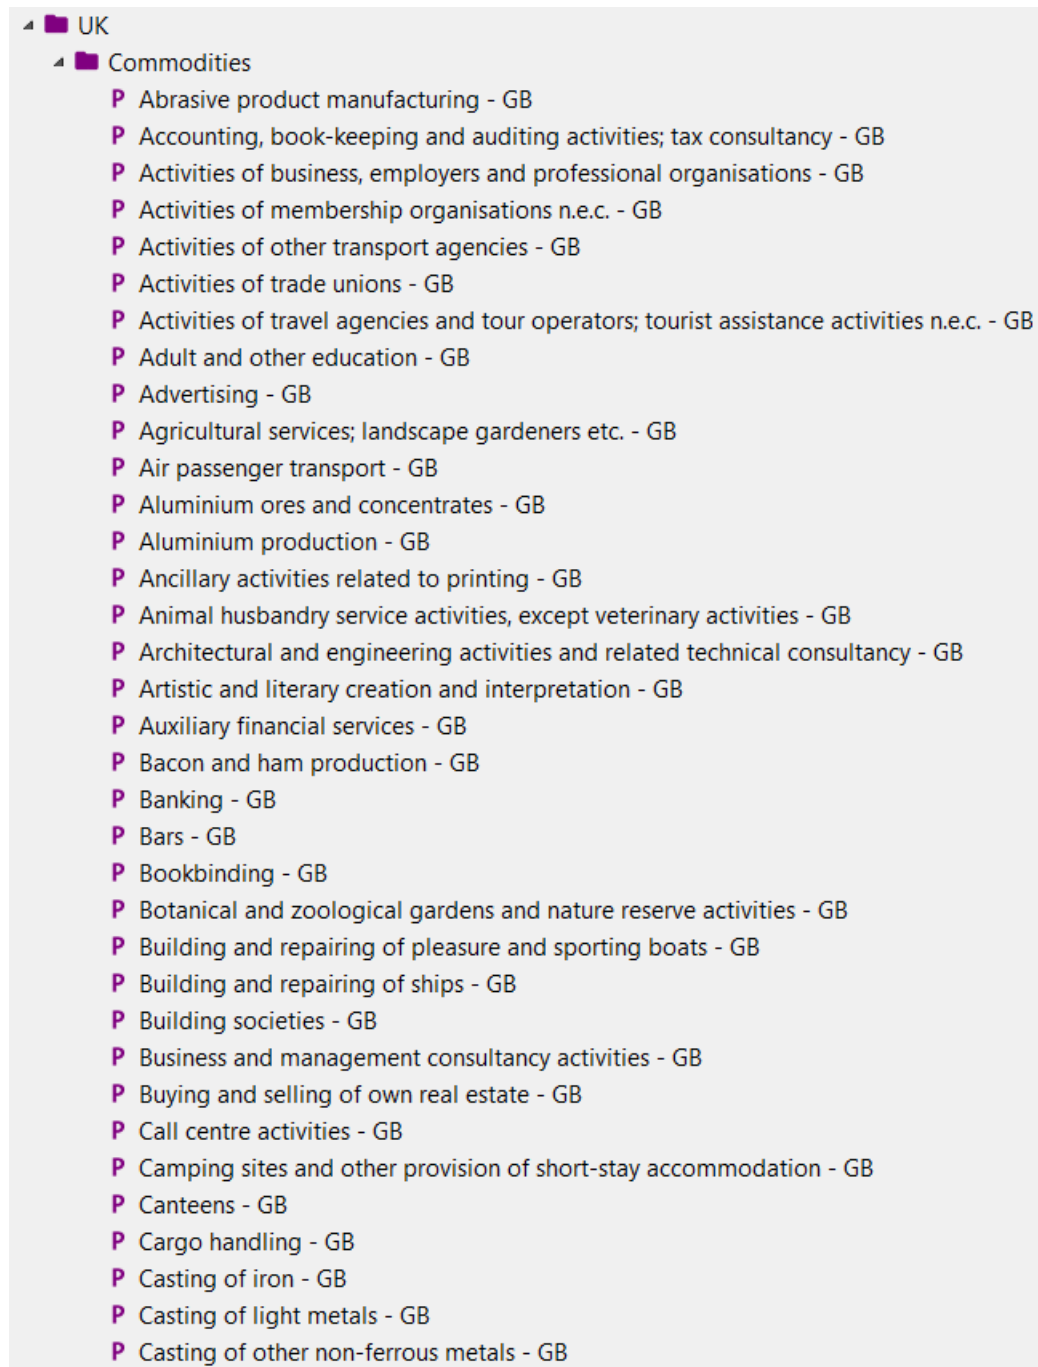 UK
Commodities
P Abrasive product manufacturing - GB
P Accounting, book-keeping and auditing activities; tax consultancy - GB
P Activities of business, employers and professional organisations - GB
P Activities of membership organisations n.e.c. - GB
P Activities of other transport agencies - GB
P Activities of trade unions - GB
P Activities of travel agencies and tour operators; tourist assistance activities n.e.c. - GB
P Adult and other education - GB
P Advertising - GB
P Agricultural services; landscape gardeners etc. - GB
P Air passenger transport - GB
P Aluminium ores and concentrates - GB
P Aluminium production - GB
P Ancillary activities related to printing - GB
P Animal husbandry service activities, except veterinary activities - GB
P Architectural and engineering activities and related technical consultancy - GB
P Artistic and literary creation and interpretation - GB
P Auxiliary financial services - GB
P Bacon and ham production - GB
P Banking - GB
P Bars - GB
P Bookbinding - GB
P Botanical and zoological gardens and nature reserve activities - GB
P Building and repairing of pleasure and sporting boats - GB
P Building and repairing of ships - GB
P Building societies - GB
P Business and management consultancy activities - GB
P Buying and selling of own real estate - GB
P Call centre activities - GB
P Camping sites and other provision of short-stay accommodation - GB
P Canteens - GB
P Cargo handling - GB
P Casting of iron - GB
P Casting of light metals - GB
P Casting of other non-ferrous metals - GB